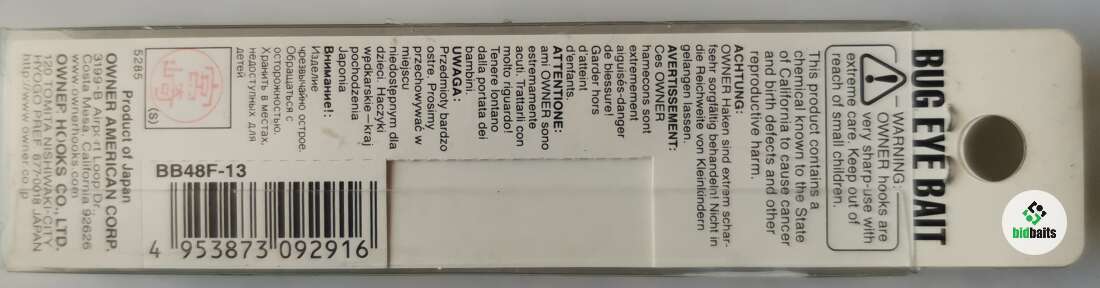 BUG EYE BAIT
WARNING:
OWNER hooks are
very sharp-use with
extreme care. Keep out of
reach of small children.
This product contains a
chemical known to the State
of California to cause cancer
and birth defects and other
reproductive harm.
ACHTUNG:
OWNER Haken sind extrem schar-
fsehr sorgfältig behandeln! Nicht in
die Reichweite von Kleinkindern
gelengen lassen.
AVERTISSEMENT:
Ces OWNER
hamecons sont
extremement
aiguisés-danger
de blessure!
Garder hors
d'atteint
d'enfants.
ATTENTIONE:
ami OWNER sono
estremamente
acuti. Trattarli con
molto riguardo!
Tenere lontano
dalla portata dei
bambini.
UWAGA:
Przedmioty bardzo
ostre. Prosimy
przechowywać w
miejscu
niedostępnym dla
dzieci. Haczyki
wędkarskie – kraj
pochodzenia
Japonia
Внимание!:
Изделие
чрезвычайно острое.
Обращаться с
осторожностью.
Хранить в местах,
недоступных для
детей
宮崎
(S)
5285
BB48F-13
4 953873 092916
Product of Japan
OWNER AMERICAN CORP.
3199 Airport Loop Dr.
Costa Mesa, California 92626
www.ownerhooks.com
OWNER HOOKS CO., LTD.
120 TOMITA NISHIWAKI-CITY,
HYOGO PREF 677-0018 JAPAN
http://www.owner.co.jp
bidbaits